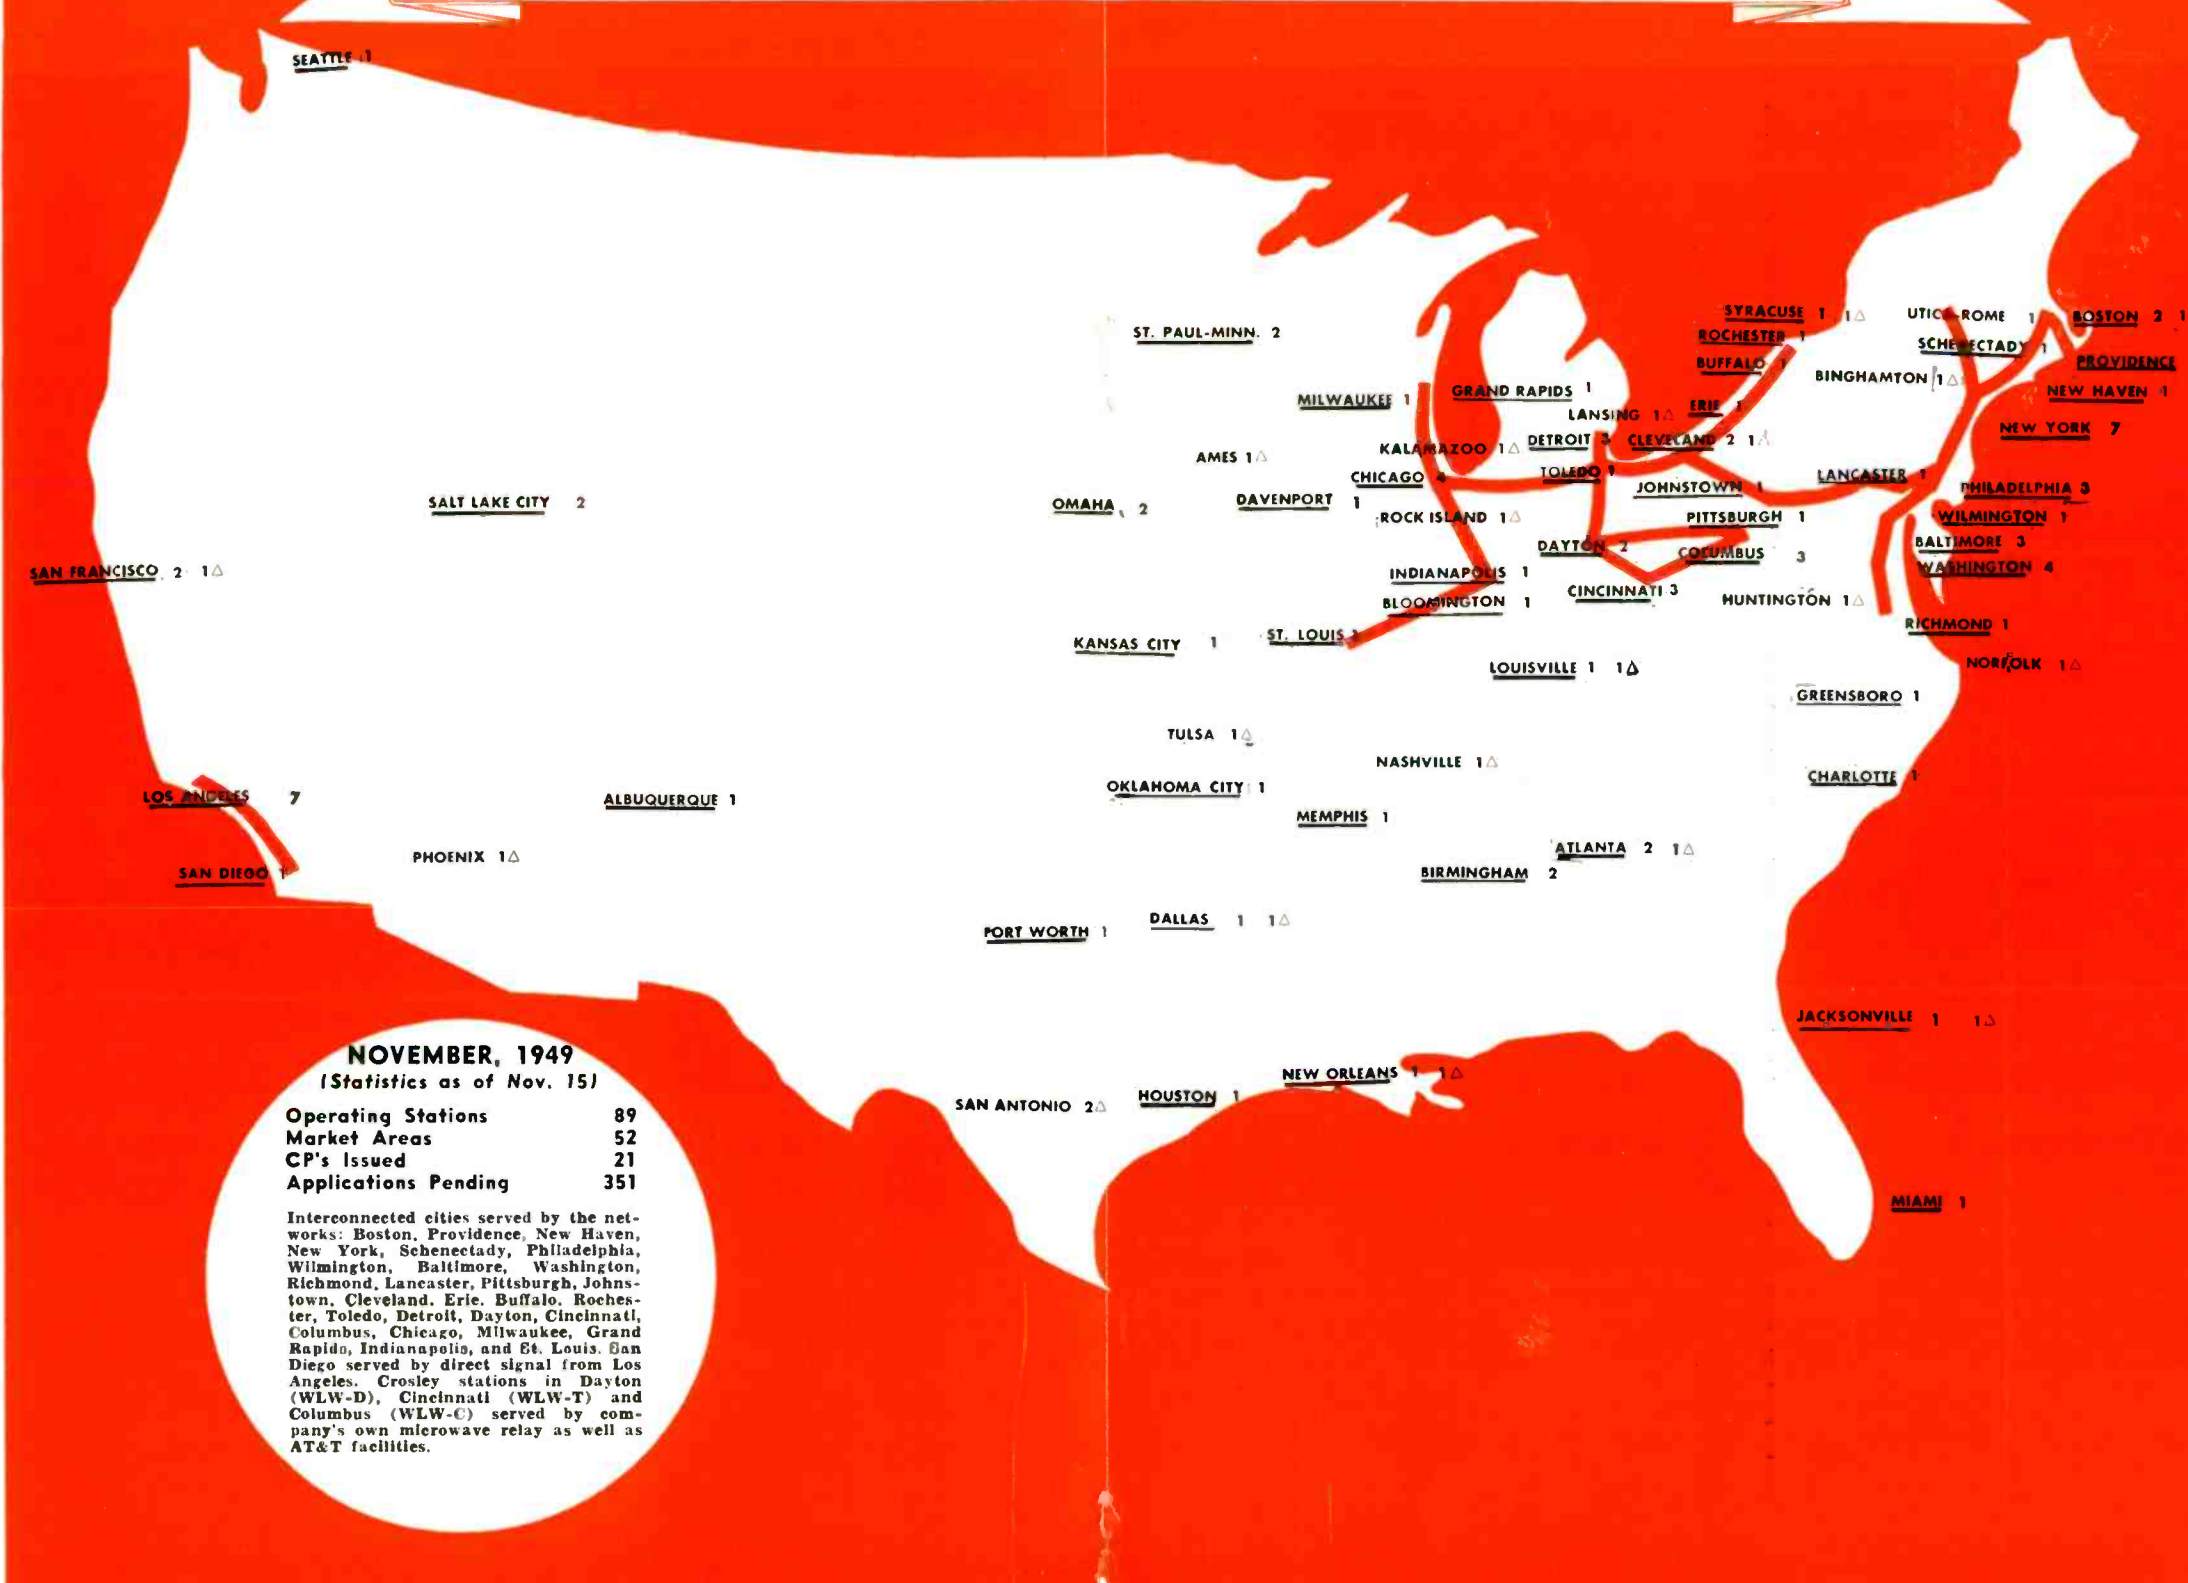 SEATTLE 1
SYRACUSE 1 1△
UTICA-ROME 1
BOSTON 2 1
ROCHESTER 1
ST. PAUL-MINN. 2
SCHENECTADY 1
BUFFALO 1
PROVIDENCE
BINGHAMTON 1△
GRAND RAPIDS 1
NEW HAVEN 1
MILWAUKEE 1
ERIE 1
LANSING 1△
NEW YORK 7
DETROIT 3
CLEVELAND 2 1△
KALAMAZOO 1△
AMES 1△
TOLEDO 1
LANCASTER 1
CHICAGO 4
JOHNSTOWN 1
PHILADELPHIA 3
SALT LAKE CITY 2
OMAHA 2
DAVENPORT 1
ROCK ISLAND 1△
PITTSBURGH 1
WILMINGTON 1
BALTIMORE 3
DAYTON 2
COLUMBUS 3
WASHINGTON 4
SAN FRANCISCO 2 1△
INDIANAPOLIS 1
CINCINNATI 3
BLOOMINGTON 1
HUNTINGTON 1△
RICHMOND 1
ST. LOUIS
KANSAS CITY 1
LOUISVILLE 1 1△
NORFOLK 1△
GREENSBORO 1
TULSA 1△
NASHVILLE 1△
CHARLOTTE 1
OKLAHOMA CITY 1
LOS ANGELES 7
ALBUQUERQUE 1
MEMPHIS 1
PHOENIX 1△
ATLANTA 2 1△
SAN DIEGO 1
BIRMINGHAM 2
DALLAS 1 1△
FORT WORTH 1
JACKSONVILLE 1 1△
NEW ORLEANS 1 1△
HOUSTON 1
SAN ANTONIO 2△
MIAMI 1
NOVEMBER, 1949
(Statistics as of Nov. 15)
Operating Stations 89
Market Areas 52
CP's Issued 21
Applications Pending 351
Interconnected cities served by the net-
works: Boston, Providence, New Haven,
New York, Schenectady, Philadelphia,
Wilmington, Baltimore, Washington,
Richmond, Lancaster, Pittsburgh, Johns-
town, Cleveland, Erie, Buffalo, Roches-
ter, Toledo, Detroit, Dayton, Cincinnati,
Columbus, Chicago, Milwaukee, Grand
Rapids, Indianapolis, and St. Louis. San
Diego served by direct signal from Los
Angeles. Crosley stations in Dayton
(WLW-D), Cincinnati (WLW-T) and
Columbus (WLW-C) served by com-
pany's own microwave relay as well as
AT&T facilities.